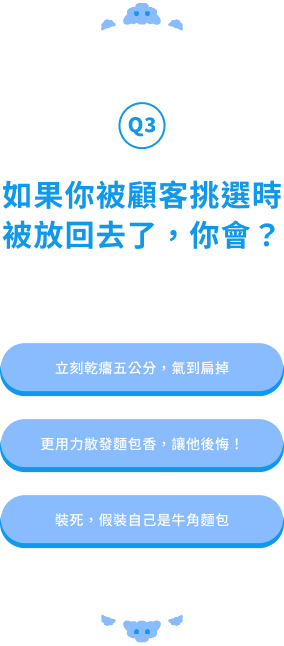 Q3
如果你被顧客挑選時
被放回去了，你會？
立刻乾癟五公分，氣到扁掉
更用力散發麵包香，讓他後悔！
裝死，假裝自己是牛角麵包